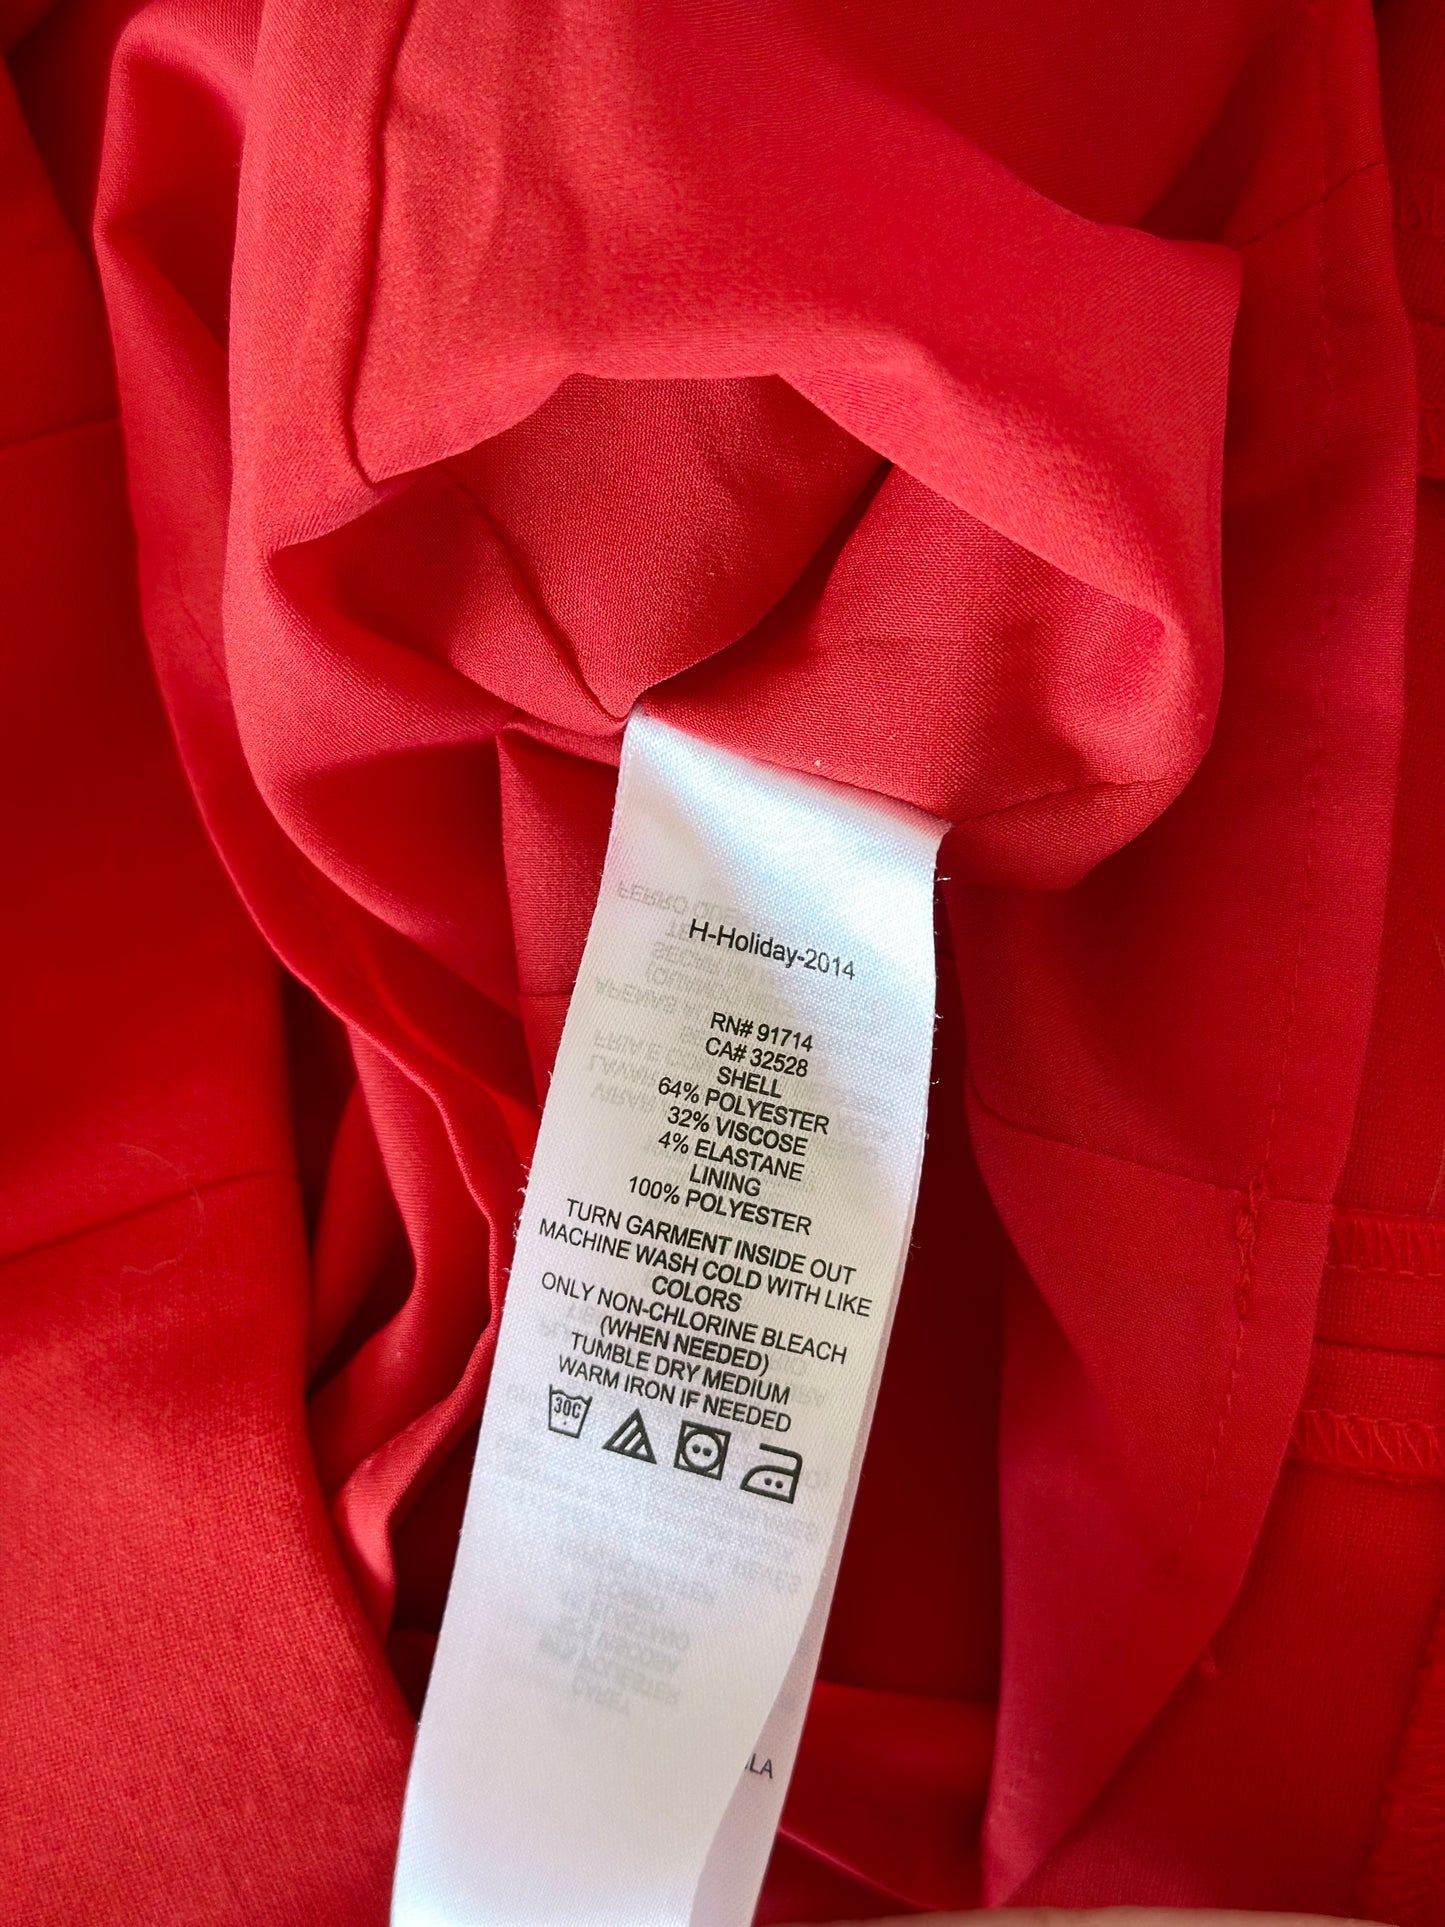 H-Holiday-2014
RN# 91714
CA# 32528
SHELL
64% POLYESTER
32% VISCOSE
4% ELASTANE
LINING
100% POLYESTER
TURN GARMENT INSIDE OUT
MACHINE WASH COLD WITH LIKE
COLORS
ONLY NON-CHLORINE BLEACH
(WHEN NEEDED)
TUMBLE DRY MEDIUM
WARM IRON IF NEEDED
30C